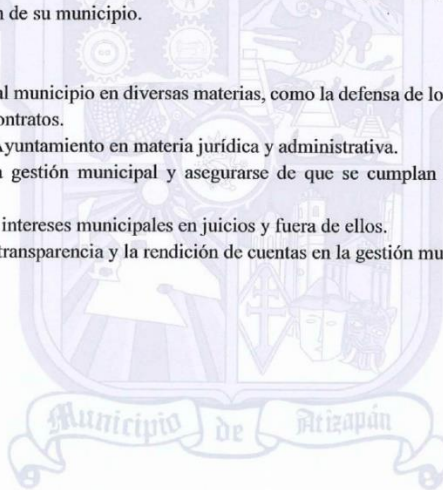 n de su municipio.
al municipio en diversas materias, como la defensa de lo
ontratos.
Ayuntamiento en materia jurídica y administrativa.
a gestión municipal y asegurarse de que se cumplan
intereses municipales en juicios y fuera de ellos.
transparencia y la rendición de cuentas en la gestión mu
Municipio de Atizapán